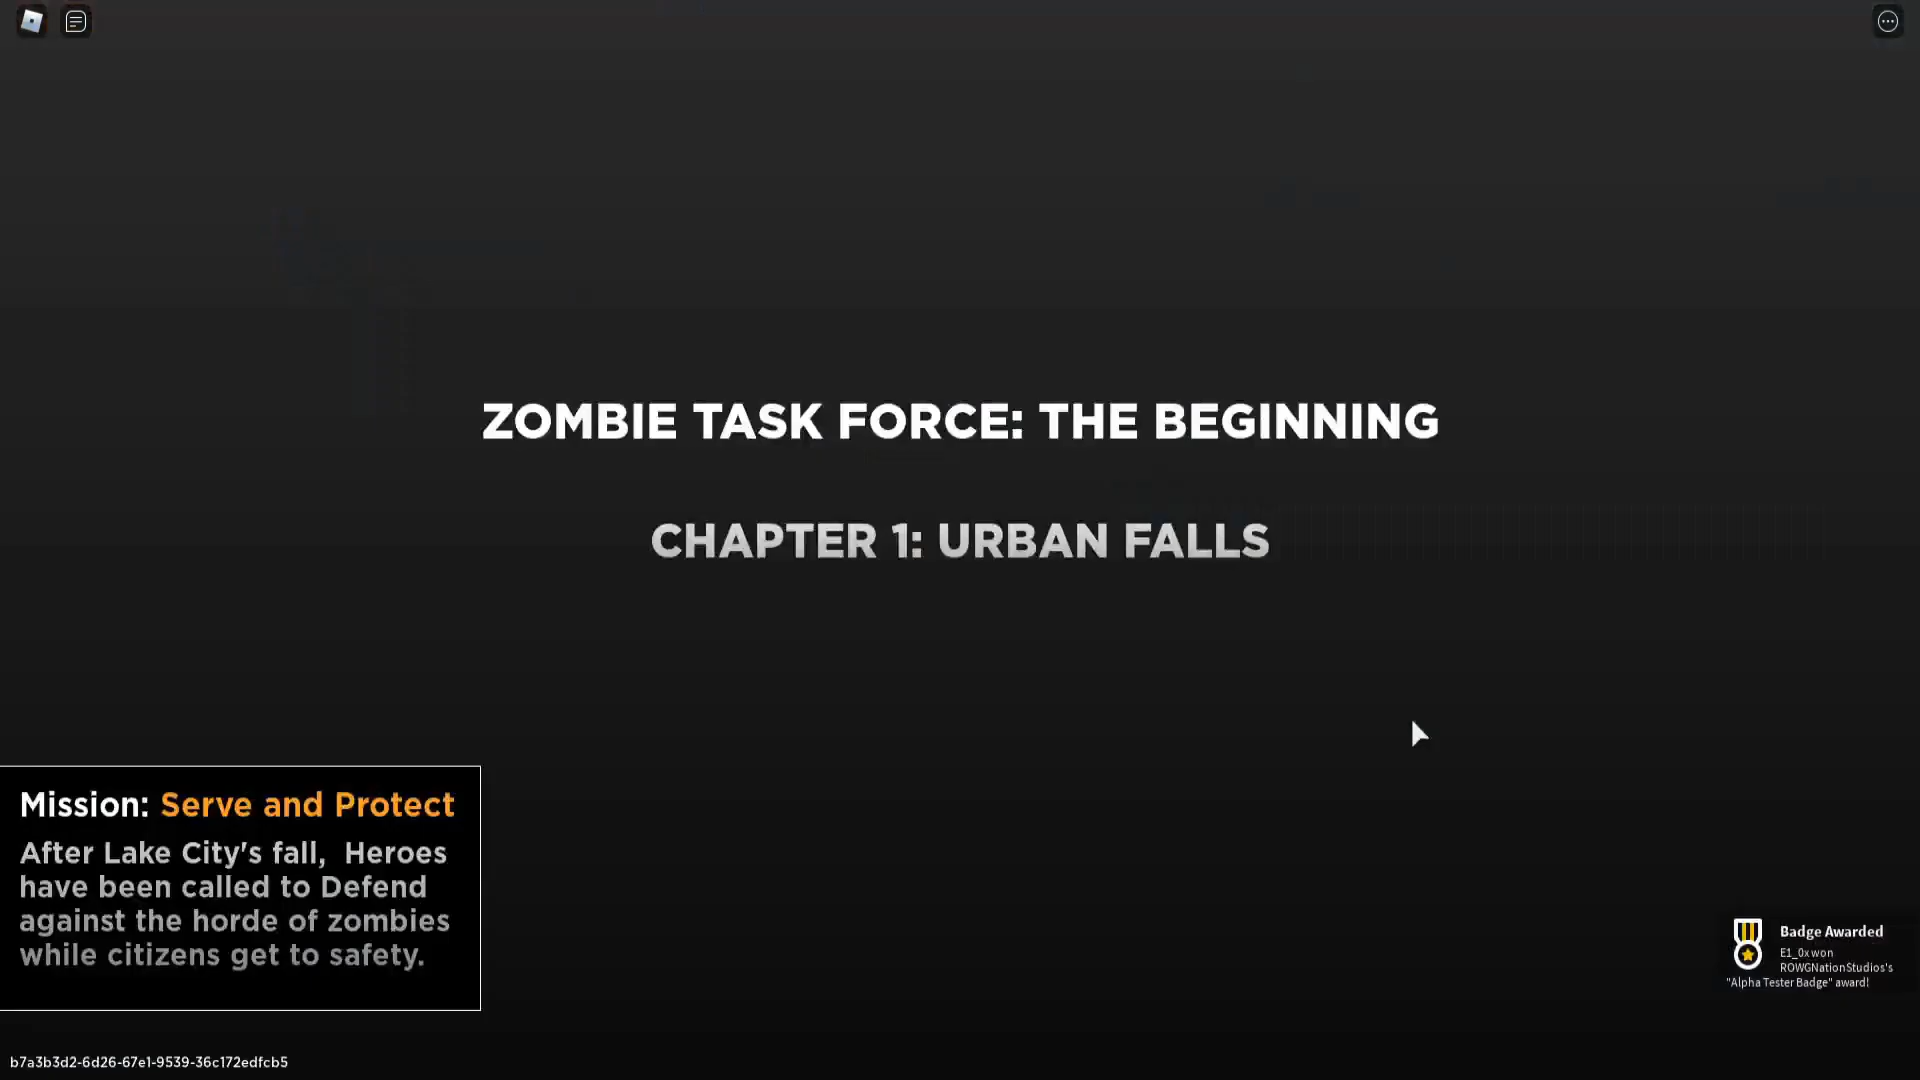 ZOMBIE TASK FORCE: THE BEGINNING
CHAPTER 1: URBAN FALLS
Mission: Serve and Protect
After Lake City's fall,  Heroes
have been called to Defend
against the horde of zombies
while citizens get to safety.
Badge Awarded
E1_0x won
ROWGNationStudios's
"Alpha Tester Badge" award!
b7a3b3d2-6d26-67e1-9539-36c172edfcb5